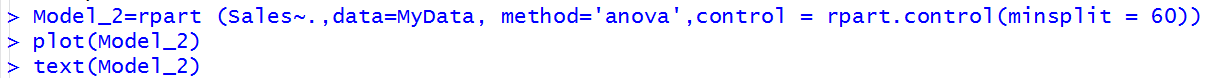 > Model_2=rpart (Sales~.,data=MyData, method='anova',control = rpart.control(minsplit = 60))
> plot(Model_2)
> text(Model_2)